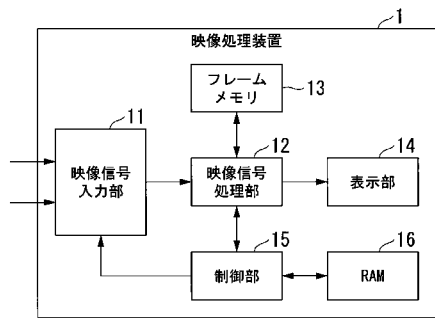 1
映像処理装置
フレーム
メモリ
13
11
映像信号
入力部
12
映像信号
処理部
14
表示部
15
制御部
16
RAM